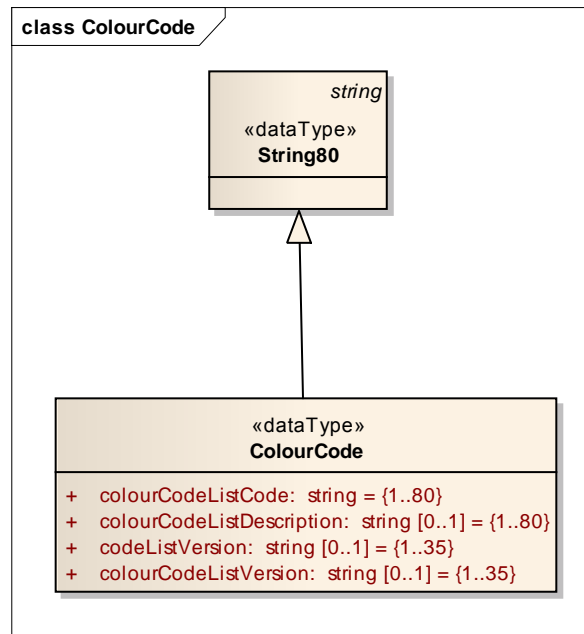 class ColourCode
string
«dataType»
String80
«dataType»
ColourCode
+ colourCodeListCode: string = {1..80}
+ colourCodeListDescription: string [0..1] = {1..80}
+ codeListVersion: string [0..1] = {1..35}
+ colourCodeListVersion: string [0..1] = {1..35}